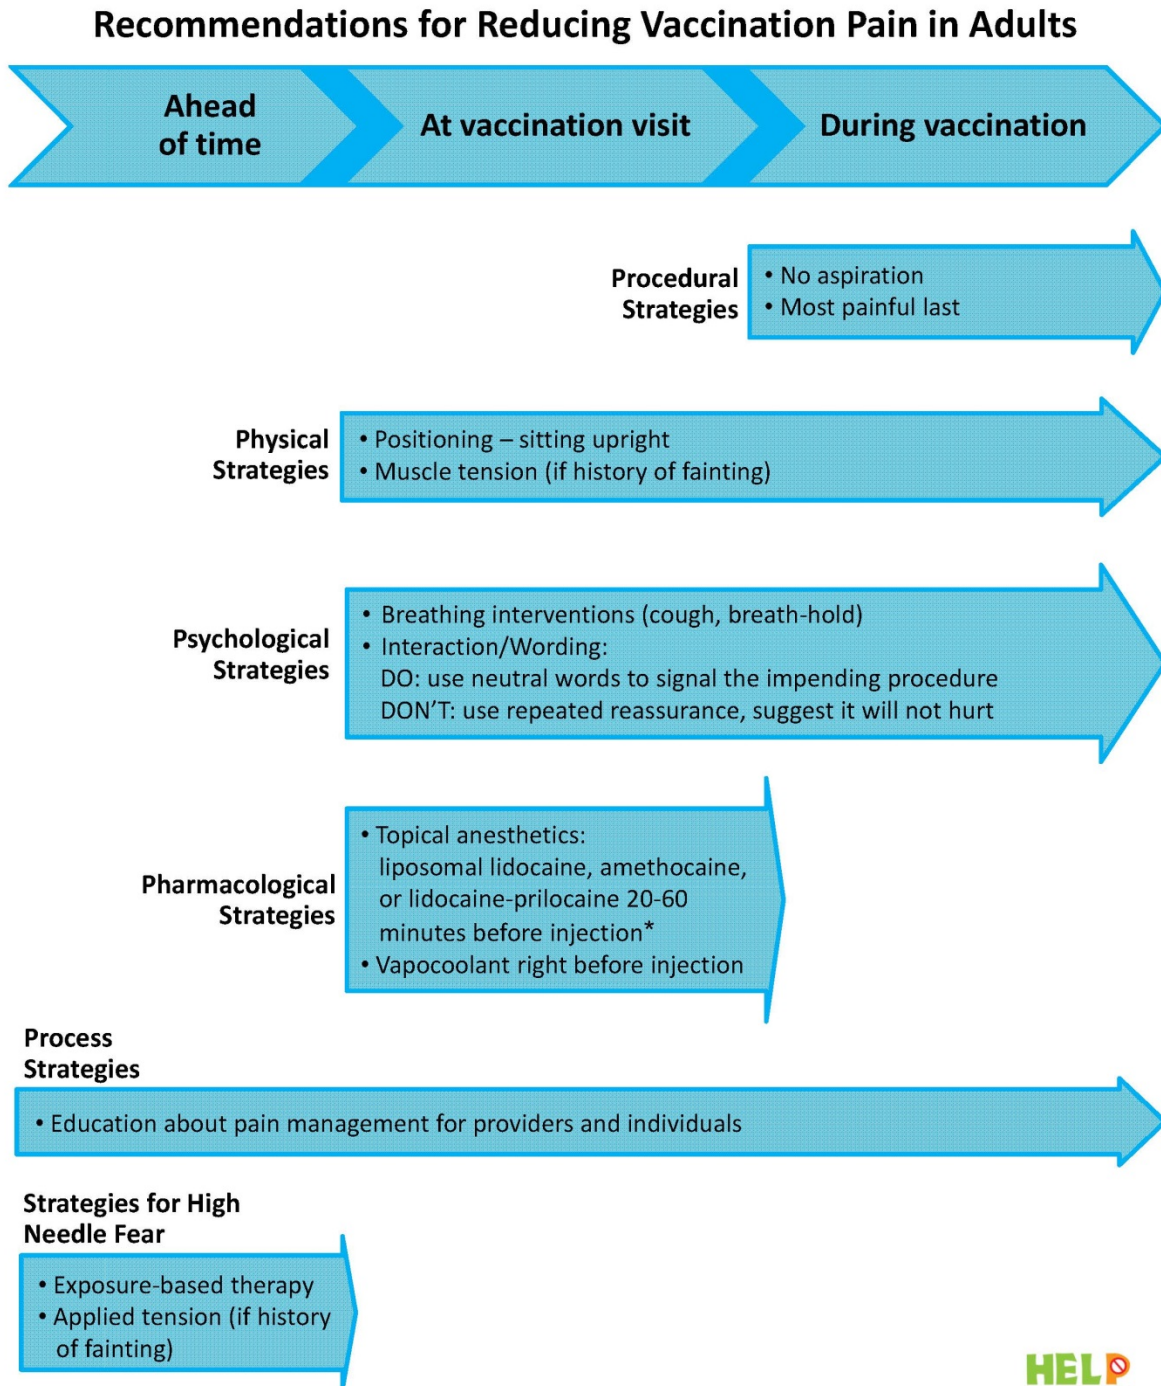 Recommendations for Reducing Vaccination Pain in Adults
Ahead
of time
At vaccination visit
During vaccination
Procedural
Strategies
• No aspiration
• Most painful last
Physical
Strategies
• Positioning – sitting upright
• Muscle tension (if history of fainting)
Psychological
Strategies
• Breathing interventions (cough, breath-hold)
• Interaction/Wording:
DO: use neutral words to signal the impending procedure
DON’T: use repeated reassurance, suggest it will not hurt
Pharmacological
Strategies
• Topical anesthetics:
liposomal lidocaine, amethocaine,
or lidocaine-prilocaine 20-60
minutes before injection*
• Vapocoolant right before injection
Process
Strategies
• Education about pain management for providers and individuals
Strategies for High
Needle Fear
• Exposure-based therapy
• Applied tension (if history
of fainting)
HELP